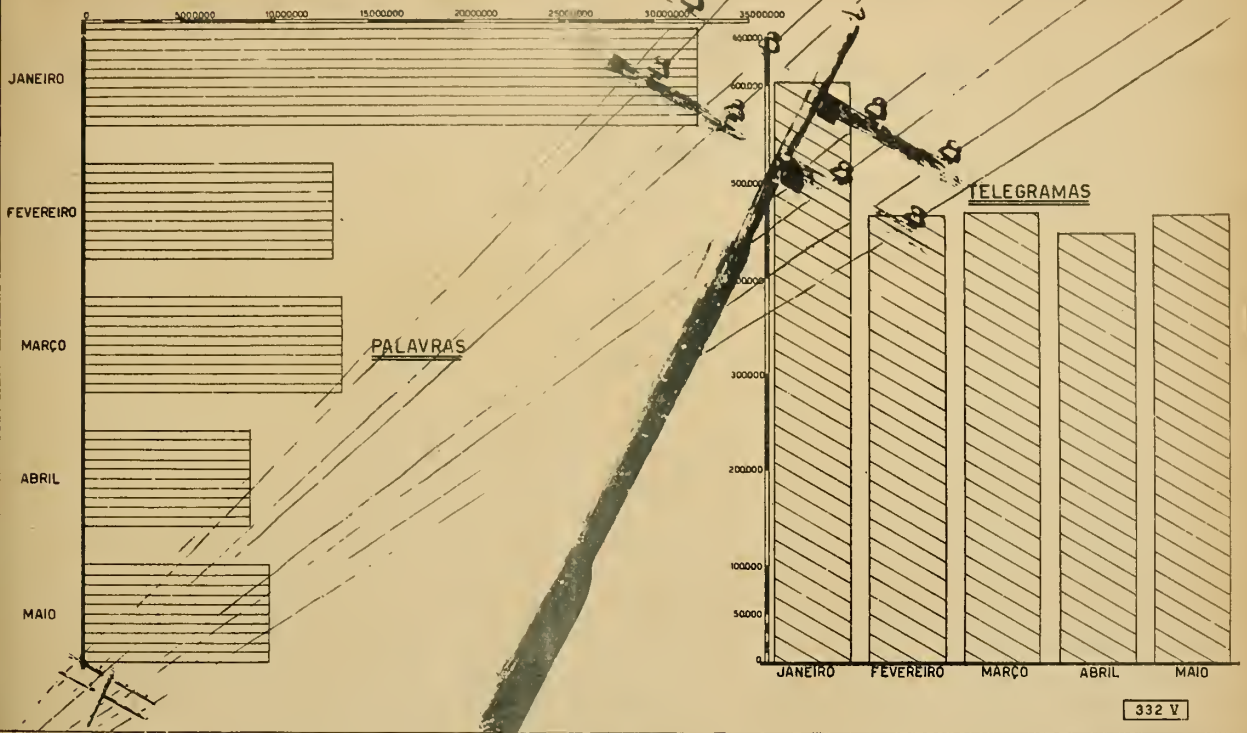 0 5000000 10000000 15000000 20000000 25000000 30000000 35000000
JANEIRO
FEVEREIRO
MARÇO
ABRIL
MAIO
PALAVRAS
TELEGRAMAS
650000
600000
500000
300000
200000
100000
50000
0
JANEIRO FEVEREIRO MARÇO ABRIL MAIO
332 V